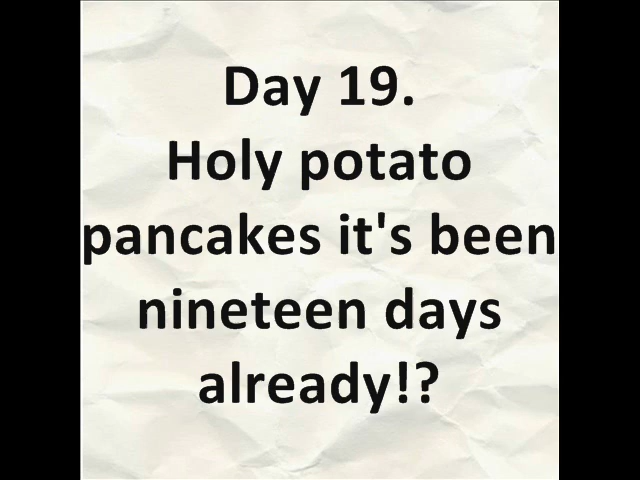 Day 19.
Holy potato
pancakes it's been
nineteen days
already!?